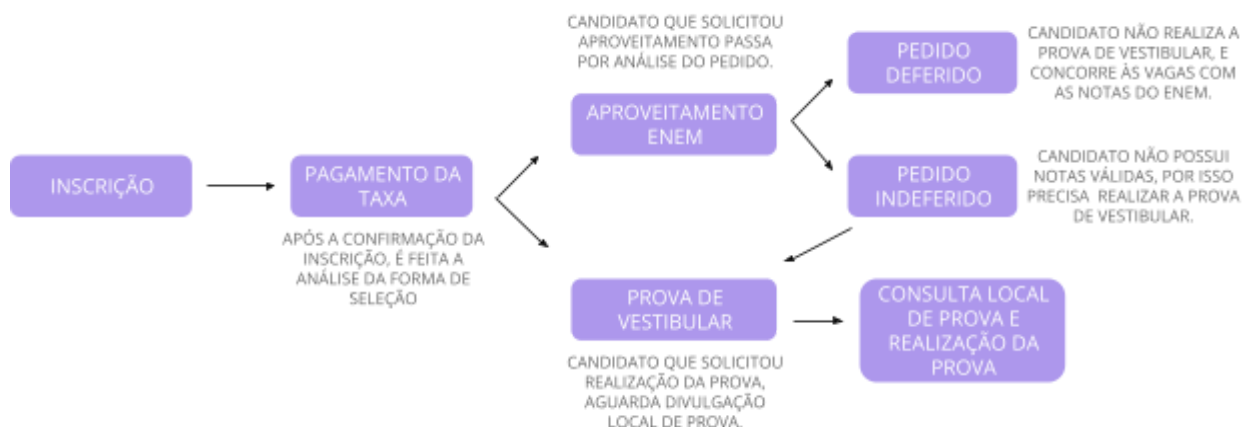 INSCRIÇÃO
PAGAMENTO DA
TAXA
APÓS A CONFIRMAÇÃO DA
INSCRIÇÃO, É FEITA A
ANÁLISE DA FORMA DE
SELEÇÃO
CANDIDATO QUE SOLICITOU
APROVEITAMENTO PASSA
POR ANÁLISE DO PEDIDO.
APROVEITAMENTO
ENEM
PEDIDO
DEFERIDO
CANDIDATO NÃO REALIZA A
PROVA DE VESTIBULAR, E
CONCORRE ÀS VAGAS COM
AS NOTAS DO ENEM.
PEDIDO
INDEFERIDO
CANDIDATO NÃO POSSUI
NOTAS VÁLIDAS, POR ISSO
PRECISA REALIZAR A PROVA
DE VESTIBULAR.
PROVA DE
VESTIBULAR
CANDIDATO QUE SOLICITOU
REALIZAÇÃO DA PROVA,
AGUARDA DIVULGAÇÃO
LOCAL DE PROVA.
CONSULTA LOCAL
DE PROVA E
REALIZAÇÃO DA
PROVA